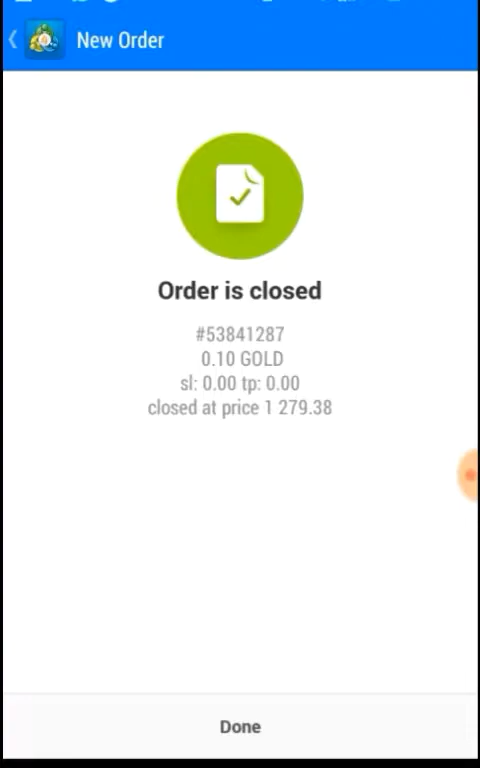 New Order
Order is closed
#53841287
0.10 GOLD
sl: 0.00 tp: 0.00
closed at price 1 279.38
Done